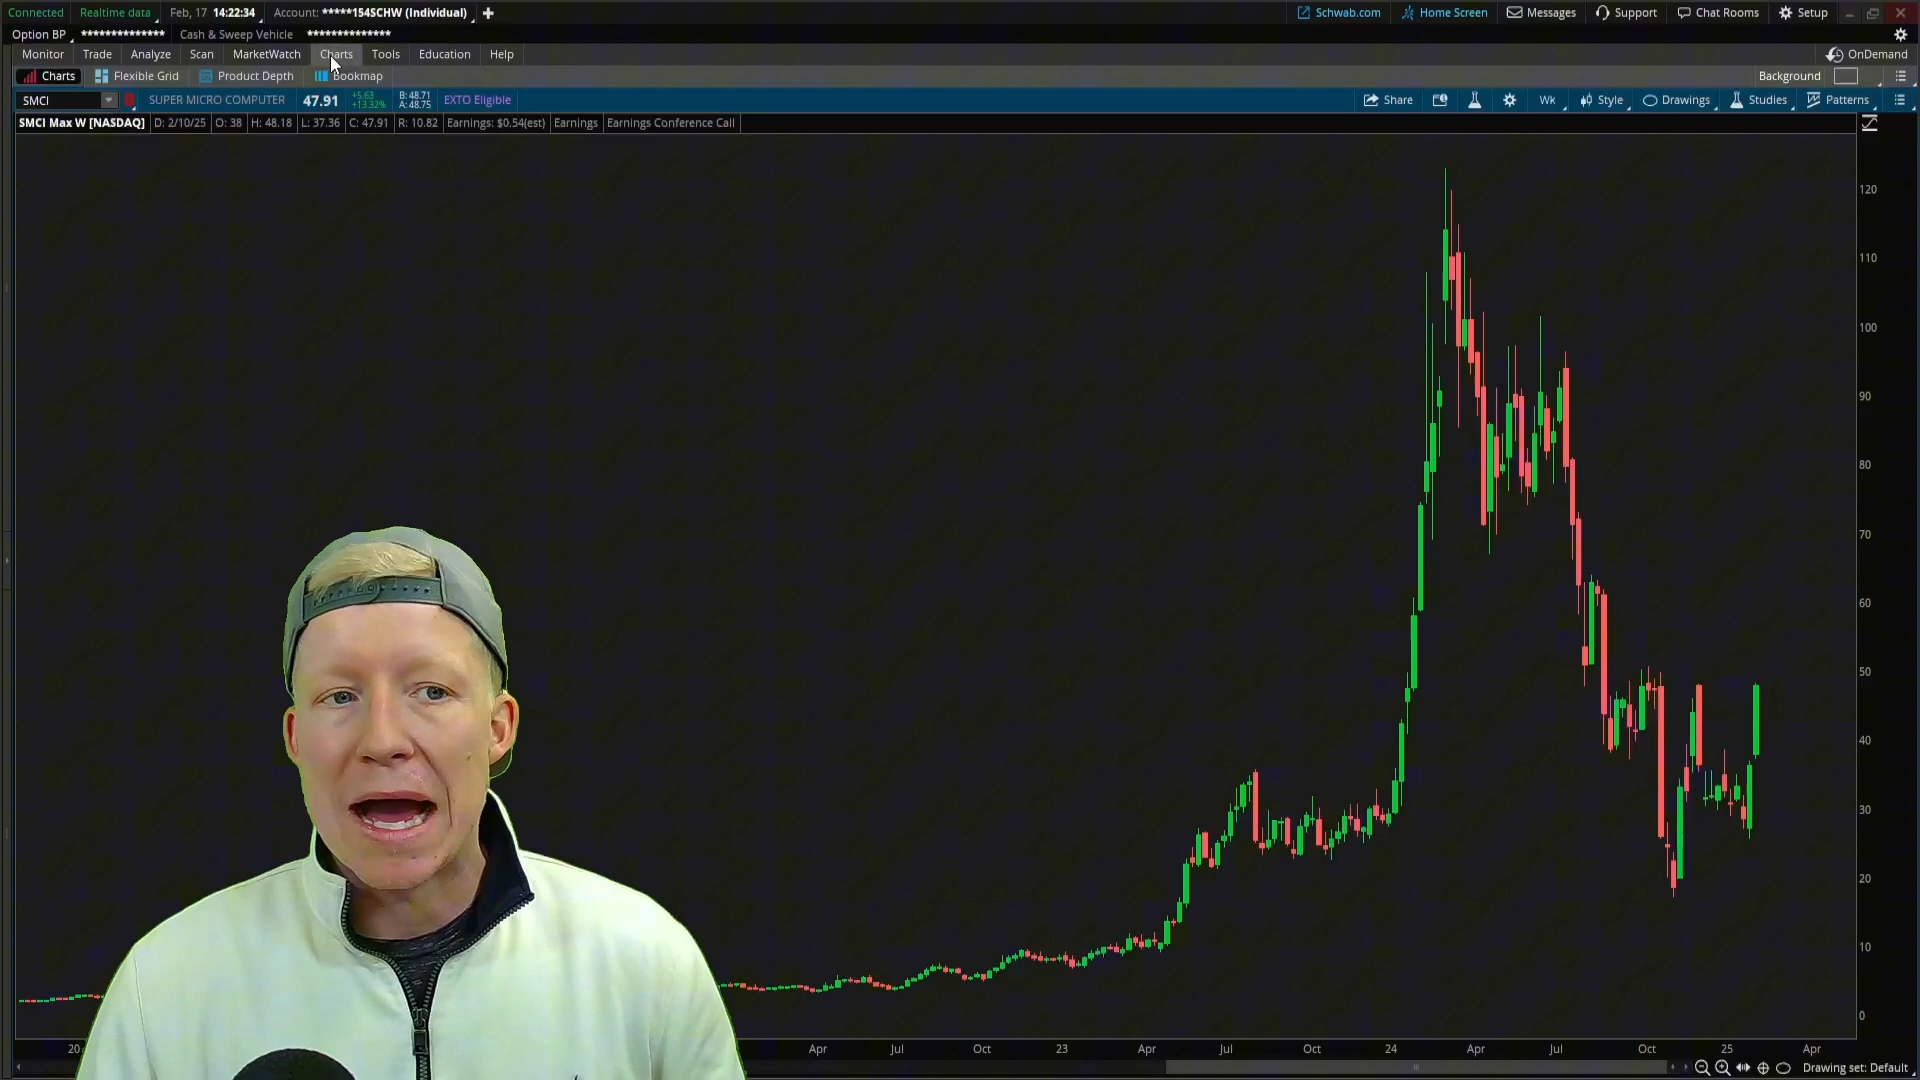 Connected Realtime data Feb, 17 14:22:34 Account: *****154SCHW (Individual) Schwab.com Home Screen Messages Support Chat Rooms Setup
Option BP ************** Cash & Sweep Vehicle **************
Monitor Trade Analyze Scan MarketWatch Charts Tools Education Help OnDemand
Charts Flexible Grid Product Depth Bookmap Background
SMCI SUPER MICRO COMPUTER 47.91 +5.63 +13.32% B: 48.71 A: 48.75 EXTO Eligible Share Wk Style Drawings Studies Patterns
SMCI Max W [NASDAQ] D: 2/10/25 O: 38 H: 48.18 L: 37.36 C: 47.91 R: 10.82 Earnings: $0.54(est) Earnings Earnings Conference Call
120
110
100
90
80
70
60
50
40
30
20
10
0
20 Apr Jul Oct 23 Apr Jul Oct 24 Apr Jul Oct 25 Apr
Drawing set: Default